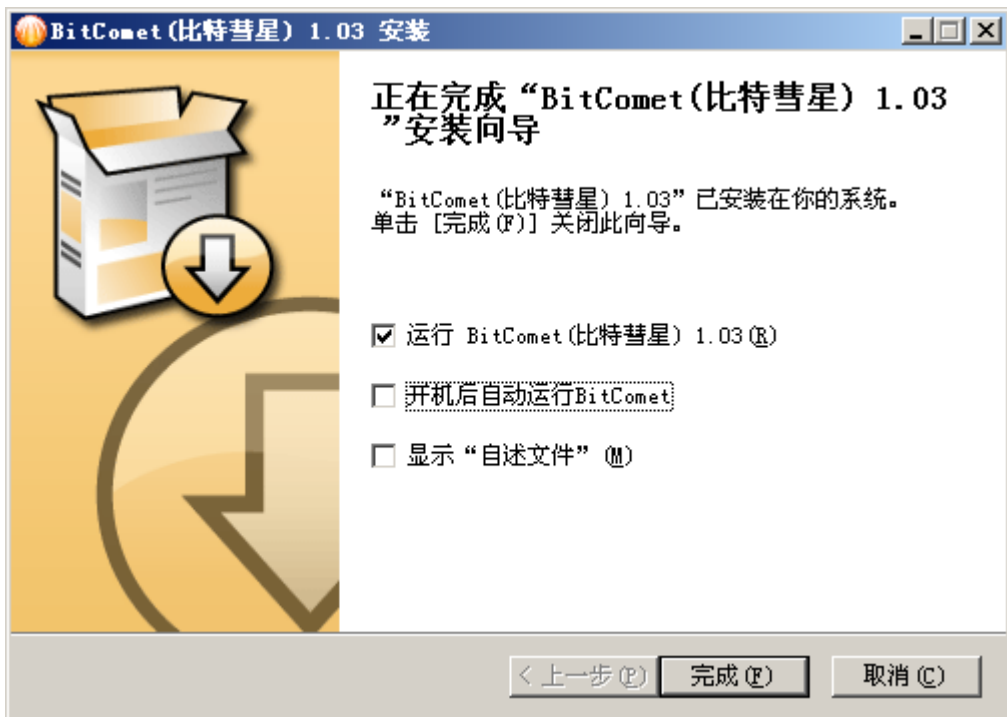 BitComet(比特彗星) 1.03 安装
正在完成“BitComet(比特彗星) 1.03
”安装向导
“BitComet(比特彗星) 1.03”已安装在你的系统。
单击 [完成(F)] 关闭此向导。
运行 BitComet(比特彗星) 1.03(R)
开机后自动运行BitComet
显示“自述文件” (M)
< 上一步(P) 完成(F) 取消(C)